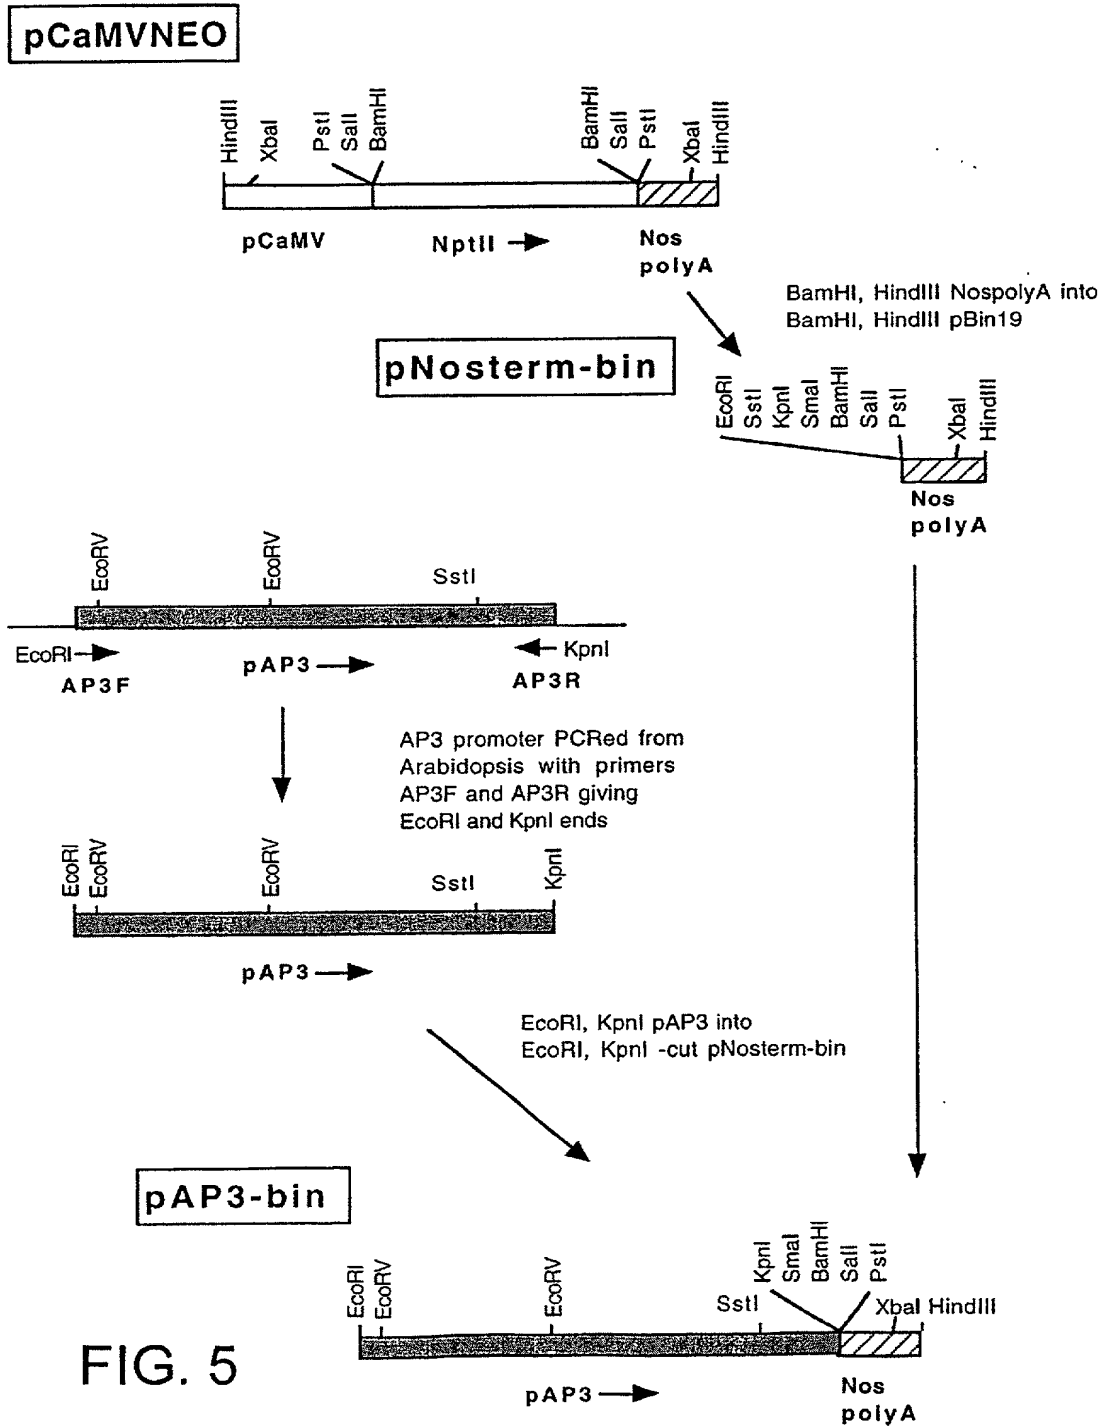 pCaMVNEO
HindIII
XbaI
PstI
SalI
BamHI
BamHI
SalI
PstI
XbaI
HindIII
pCaMV
NptII
Nos
polyA
BamHI, HindIII NospolyA into
BamHI, HindIII pBin19
pNosterm-bin
EcoRI
SstI
KpnI
SmaI
BamHI
SalI
PstI
XbaI
HindIII
Nos
polyA
EcoRV
EcoRV
SstI
EcoRI
KpnI
AP3F
pAP3
AP3R
AP3 promoter PCRed from
Arabidopsis with primers
AP3F and AP3R giving
EcoRI and KpnI ends
EcoRI
EcoRV
EcoRV
SstI
KpnI
pAP3
EcoRI, KpnI pAP3 into
EcoRI, KpnI -cut pNosterm-bin
pAP3-bin
EcoRI
EcoRV
EcoRV
SstI
KpnI
SmaI
BamHI
SalI
PstI
XbaI HindIII
pAP3
Nos
polyA
FIG. 5